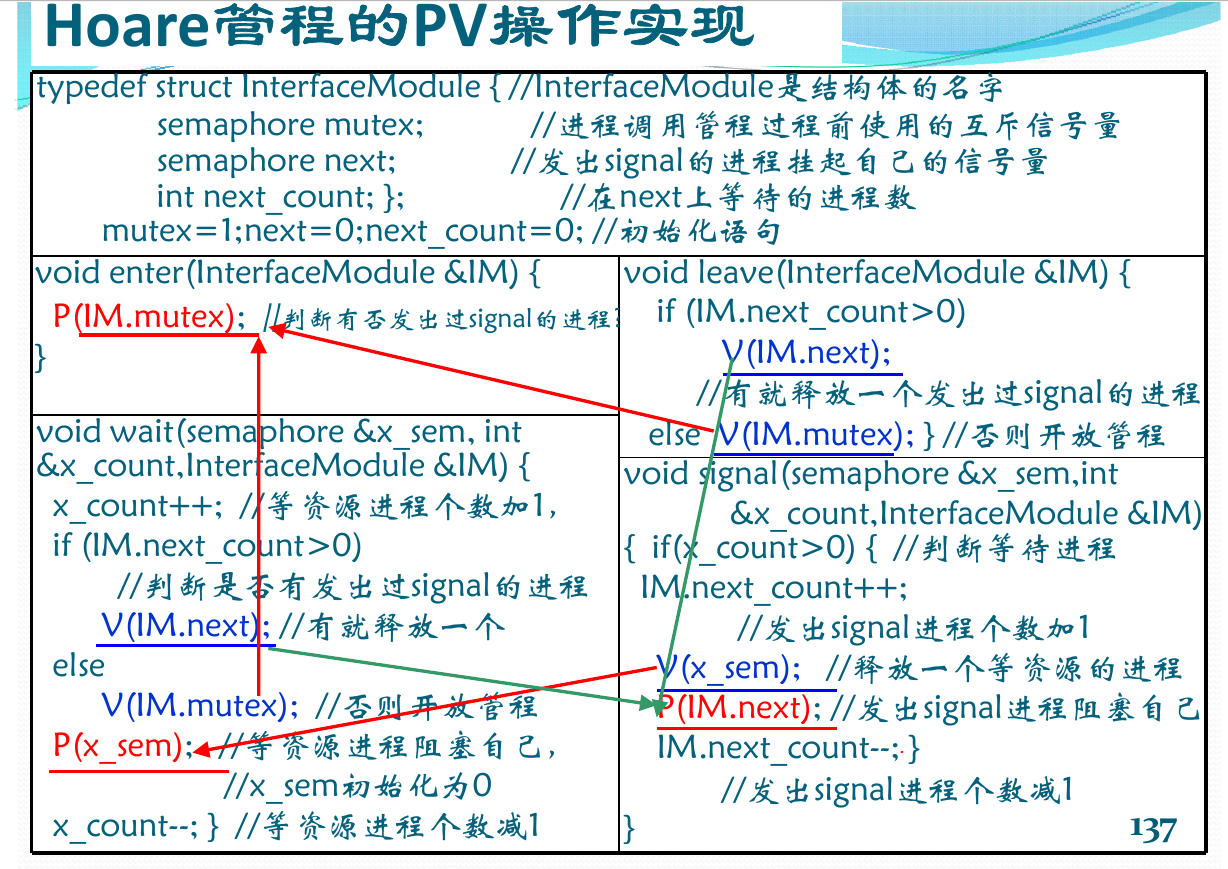 Hoare管程的PV操作实现
typedef struct InterfaceModule { //InterfaceModule是结构体的名字
semaphore mutex; //进程调用管程过程前使用的互斥信号量
semaphore next; //发出signal的进程挂起自己的信号量
int next_count; }; //在next上等待的进程数
mutex=1;next=0;next_count=0; //初始化语句
void enter(InterfaceModule &IM) {
P(IM.mutex); //判断有否发出过signal的进程?
}
void wait(semaphore &x_sem, int
&x_count,InterfaceModule &IM) {
x_count++; //等资源进程个数加1,
if (IM.next_count>0)
//判断是否有发出过signal的进程
V(IM.next); //有就释放一个
else
V(IM.mutex); //否则开放管程
P(x_sem); //等资源进程阻塞自己,
//x_sem初始化为0
x_count--; } //等资源进程个数减1
void leave(InterfaceModule &IM) {
if (IM.next_count>0)
V(IM.next);
//有就释放一个发出过signal的进程
else V(IM.mutex); } //否则开放管程
void signal(semaphore &x_sem,int
&x_count,InterfaceModule &IM)
{ if(x_count>0) { //判断等待进程
IM.next_count++;
//发出signal进程个数加1
V(x_sem); //释放一个等资源的进程
P(IM.next); //发出signal进程阻塞自己
IM.next_count--; }
//发出signal进程个数减1
}
137